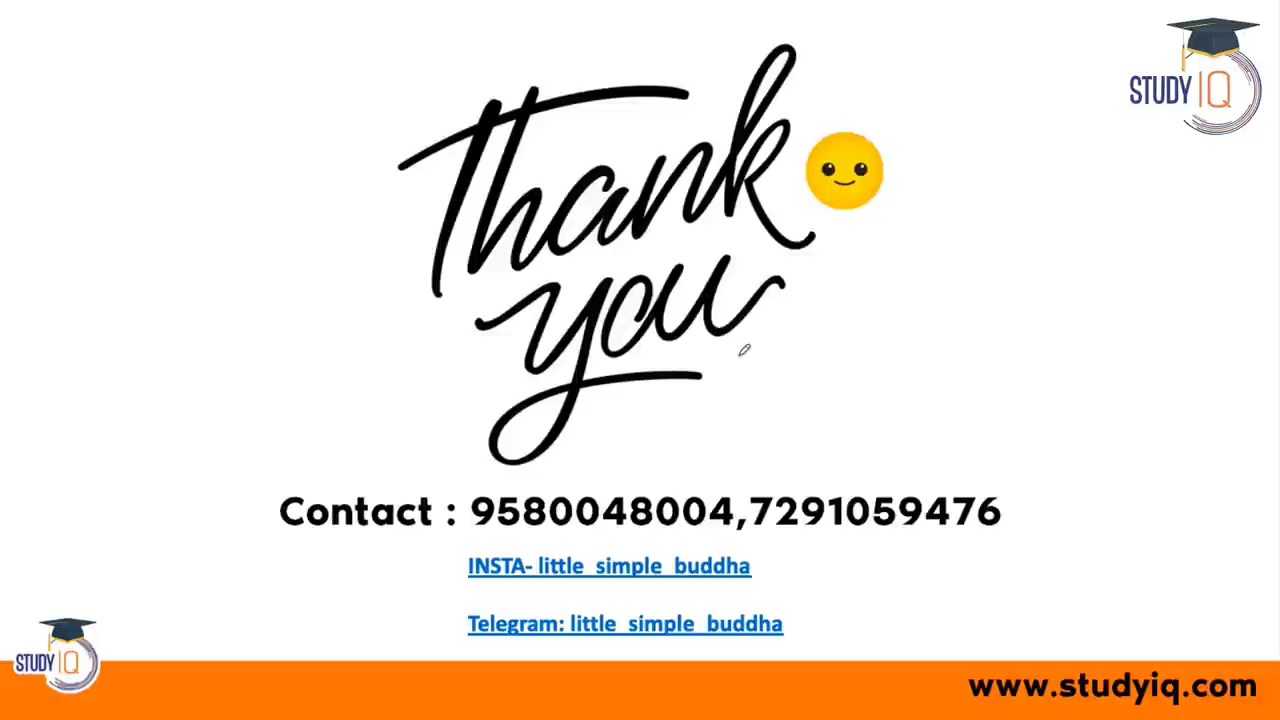 STUDY IQ
Thank
you
Contact : 9580048004,7291059476
INSTA- little_simple_buddha
Telegram: little_simple_buddha
STUDY IQ
www.studyiq.com